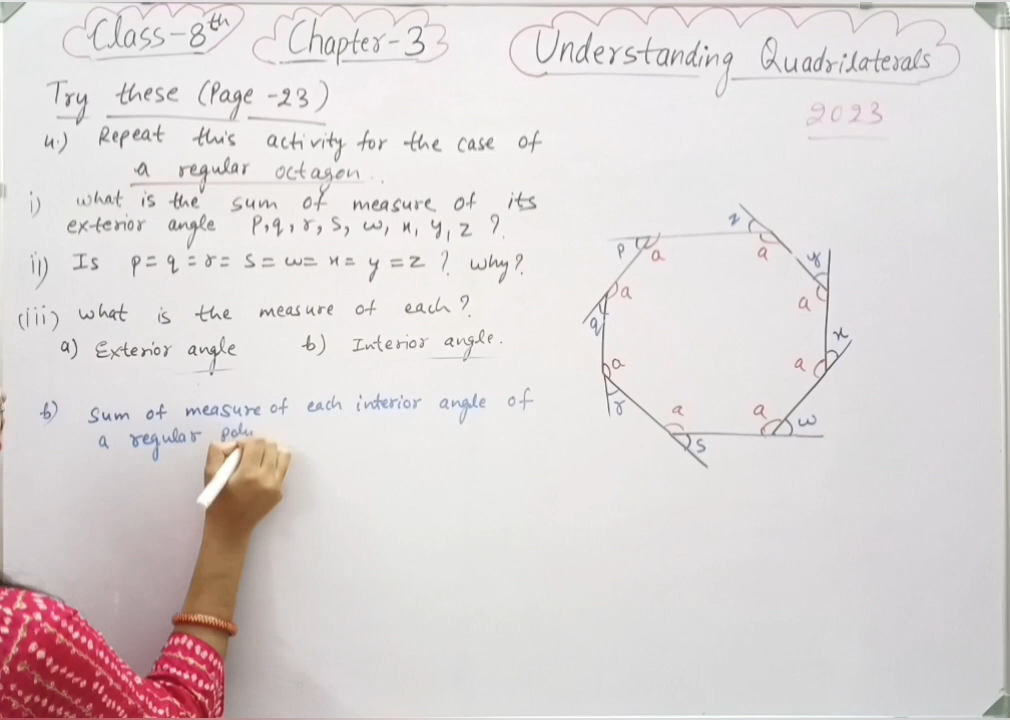 Class-8th Chapter-3 Understanding Quadrilaterals
2023
Try these (Page -23)
4.) Repeat this activity for the case of
a regular octagon.
i) what is the sum of measure of its
exterior angle P, q, r, s, w, x, y, z ?
ii) Is p = q = r = s = w = x = y = z ? why?
(iii) what is the measure of each?
a) Exterior angle b) Interior angle.
b) Sum of measure of each interior angle of
a regular poly
z
p a a y
a a
q
x
a a
r a a w
s